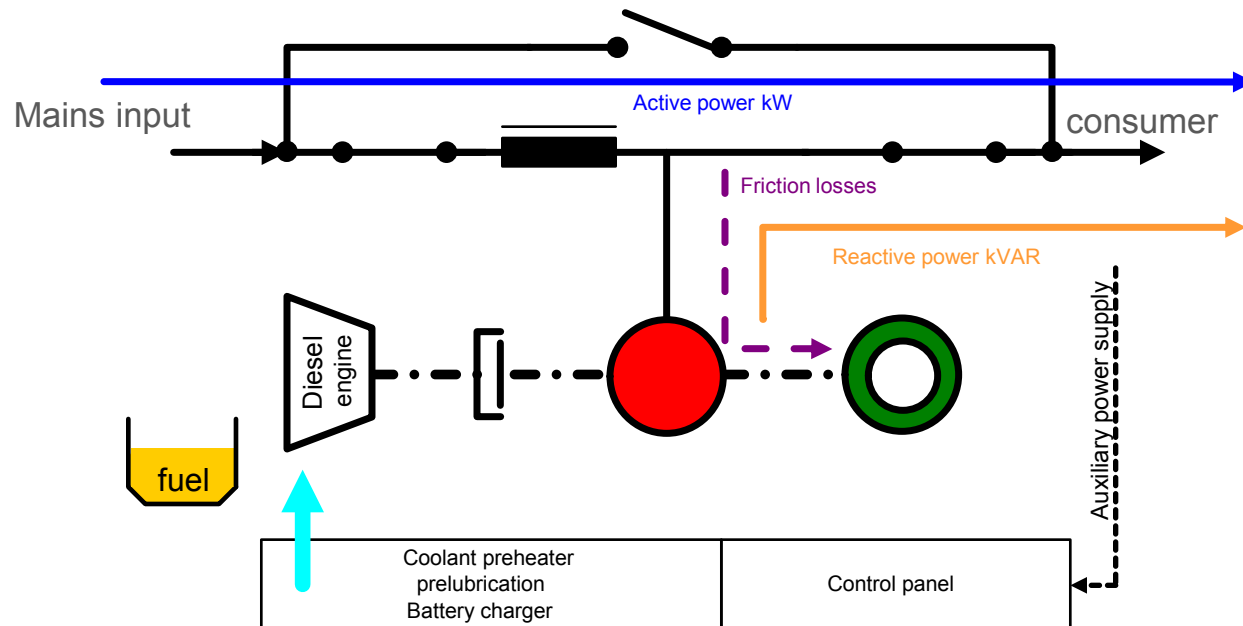 Active power kW
Mains input
consumer
Friction losses
Reactive power kVAR
Diesel
engine
Auxiliary power supply
fuel
Coolant preheater
prelubrication
Battery charger
Control panel